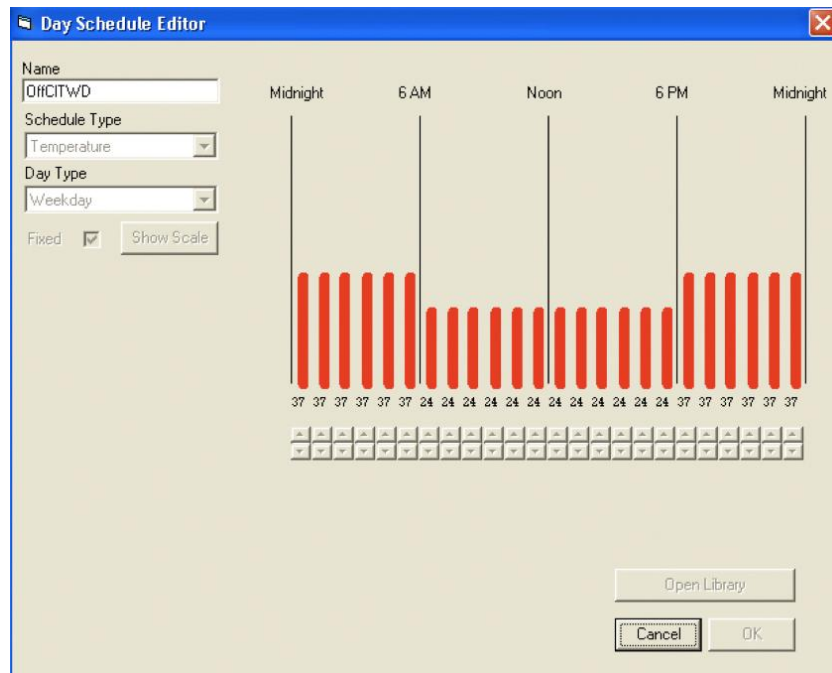 Day Schedule Editor
Name
OffClTWD
Schedule Type
Temperature
Day Type
Weekday
Fixed Show Scale
Midnight 6 AM Noon 6 PM Midnight
37 37 37 37 37 37 24 24 24 24 24 24 24 24 24 24 24 24 37 37 37 37 37 37
Open Library
Cancel OK